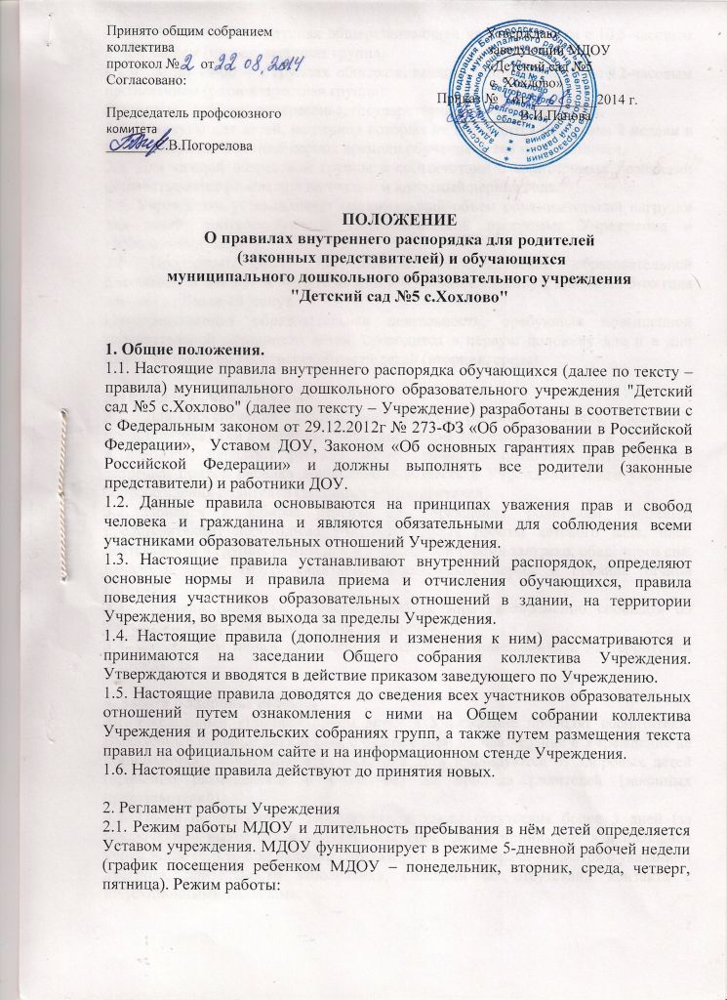 Принято общим собранием
коллектива
протокол № 2 от 22.08.2014
Согласовано:
Председатель профсоюзного
комитета
С.В.Погорелова
Утверждаю
Заведующий МДОУ
«Детский сад №5
с. Хохлово»
Приказ № 2014 г.
В.И.Панова
ПОЛОЖЕНИЕ
О правилах внутреннего распорядка для родителей
(законных представителей) и обучающихся
муниципального дошкольного образовательного учреждения
"Детский сад №5 с.Хохлово"
1. Общие положения.
1.1. Настоящие правила внутреннего распорядка обучающихся (далее по тексту –
правила) муниципального дошкольного образовательного учреждения "Детский
сад №5 с.Хохлово" (далее по тексту – Учреждение) разработаны в соответствии с
с Федеральным законом от 29.12.2012г № 273-ФЗ «Об образовании в Российской
Федерации», Уставом ДОУ, Законом «Об основных гарантиях прав ребенка в
Российской Федерации» и должны выполнять все родители (законные
представители) и работники ДОУ.
1.2. Данные правила основываются на принципах уважения прав и свобод
человека и гражданина и являются обязательными для соблюдения всеми
участниками образовательных отношений Учреждения.
1.3. Настоящие правила устанавливают внутренний распорядок, определяют
основные нормы и правила приема и отчисления обучающихся, правила
поведения участников образовательных отношений в здании, на территории
Учреждения, во время выхода за пределы Учреждения.
1.4. Настоящие правила (дополнения и изменения к ним) рассматриваются и
принимаются на заседании Общего собрания коллектива Учреждения.
Утверждаются и вводятся в действие приказом заведующего по Учреждению.
1.5. Настоящие правила доводятся до сведения всех участников образовательных
отношений путем ознакомления с ними на Общем собрании коллектива
Учреждения и родительских собраниях групп, а также путем размещения текста
правил на официальном сайте и на информационном стенде Учреждения.
1.6. Настоящие правила действуют до принятия новых.
2. Регламент работы Учреждения
2.1. Режим работы МДОУ и длительность пребывания в нём детей определяется
Уставом учреждения. МДОУ функционирует в режиме 5-дневной рабочей недели
(график посещения ребенком МДОУ – понедельник, вторник, среда, четверг,
пятница). Режим работы: